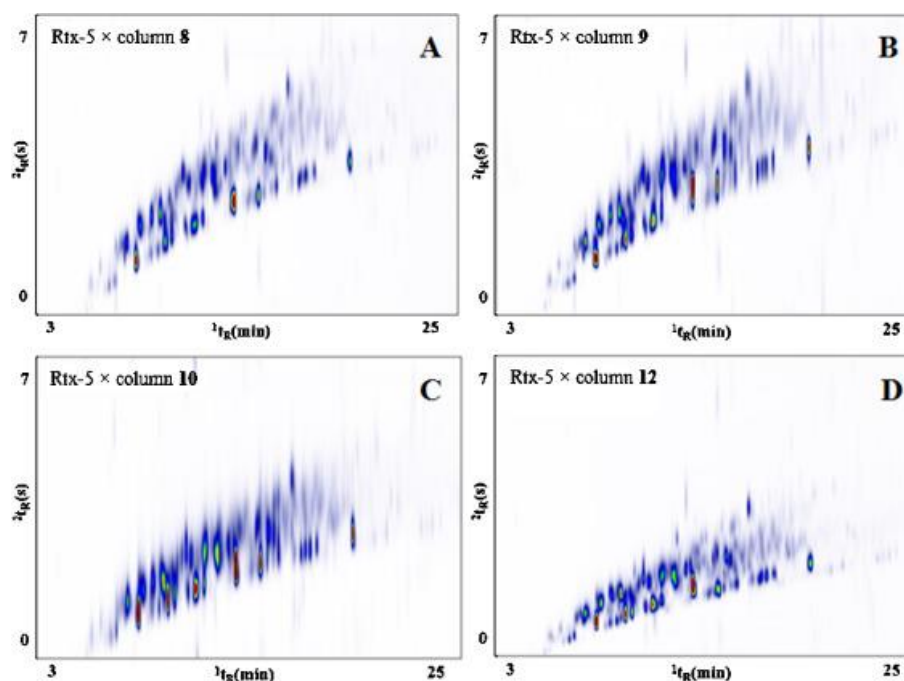 7
Rtx-5 × column 8
A
²tR(s)
0
3
¹tR(min)
25
7
Rtx-5 × column 9
B
²tR(s)
0
3
¹tR(min)
25
7
Rtx-5 × column 10
C
²tR(s)
0
3
¹tR(min)
25
7
Rtx-5 × column 12
D
²tR(s)
0
3
¹tR(min)
25